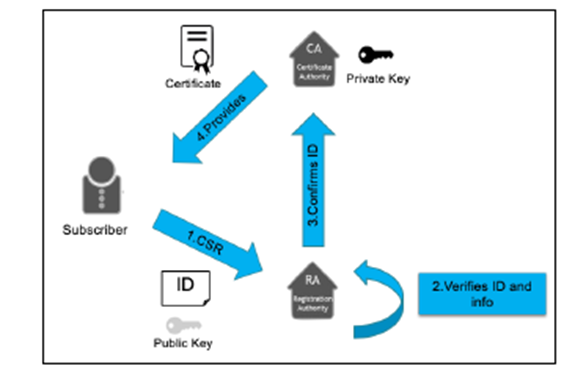 CA
Certificate
Authority
Certificate
Private Key
4.Provides
3.Confirms ID
Subscriber
1.CSR
ID
RA
Registration
Authority
2.Verifies ID and
info
Public Key